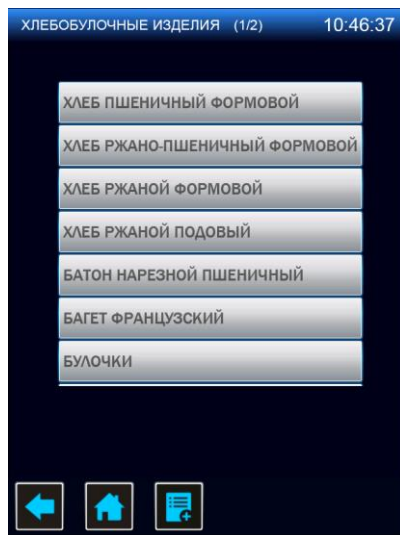 ХЛЕБОБУЛОЧНЫЕ ИЗДЕЛИЯ (1/2) 10:46:37
ХЛЕБ ПШЕНИЧНЫЙ ФОРМОВОЙ
ХЛЕБ РЖАНО-ПШЕНИЧНЫЙ ФОРМОВОЙ
ХЛЕБ РЖАНОЙ ФОРМОВОЙ
ХЛЕБ РЖАНОЙ ПОДОВЫЙ
БАТОН НАРЕЗНОЙ ПШЕНИЧНЫЙ
БАГЕТ ФРАНЦУЗСКИЙ
БУЛОЧКИ